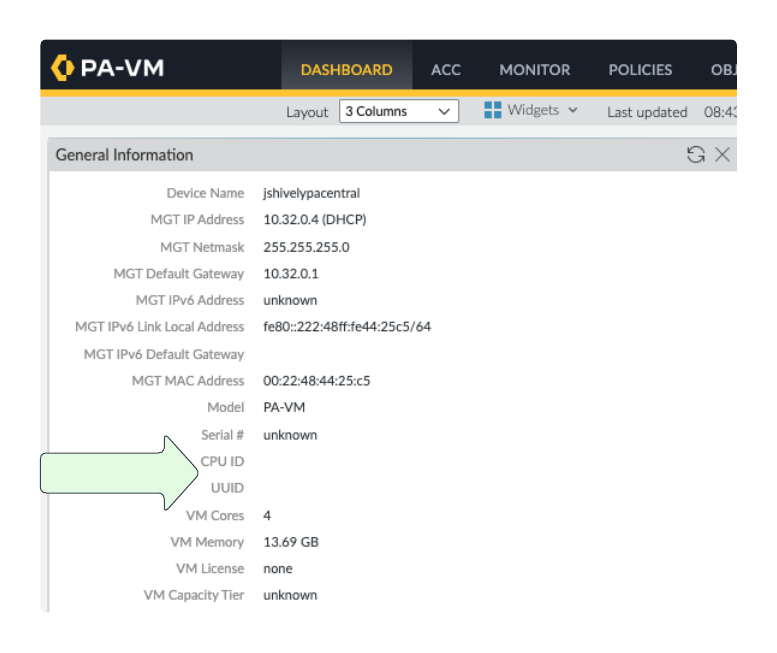 PA-VM DASHBOARD ACC MONITOR POLICIES OBJ
Layout 3 Columns Widgets Last updated 08:43
General Information
Device Name jshivelypacentral
MGT IP Address 10.32.0.4 (DHCP)
MGT Netmask 255.255.255.0
MGT Default Gateway 10.32.0.1
MGT IPv6 Address unknown
MGT IPv6 Link Local Address fe80::222:48ff:fe44:25c5/64
MGT IPv6 Default Gateway
MGT MAC Address 00:22:48:44:25:c5
Model PA-VM
Serial # unknown
CPU ID
UUID
VM Cores 4
VM Memory 13.69 GB
VM License none
VM Capacity Tier unknown